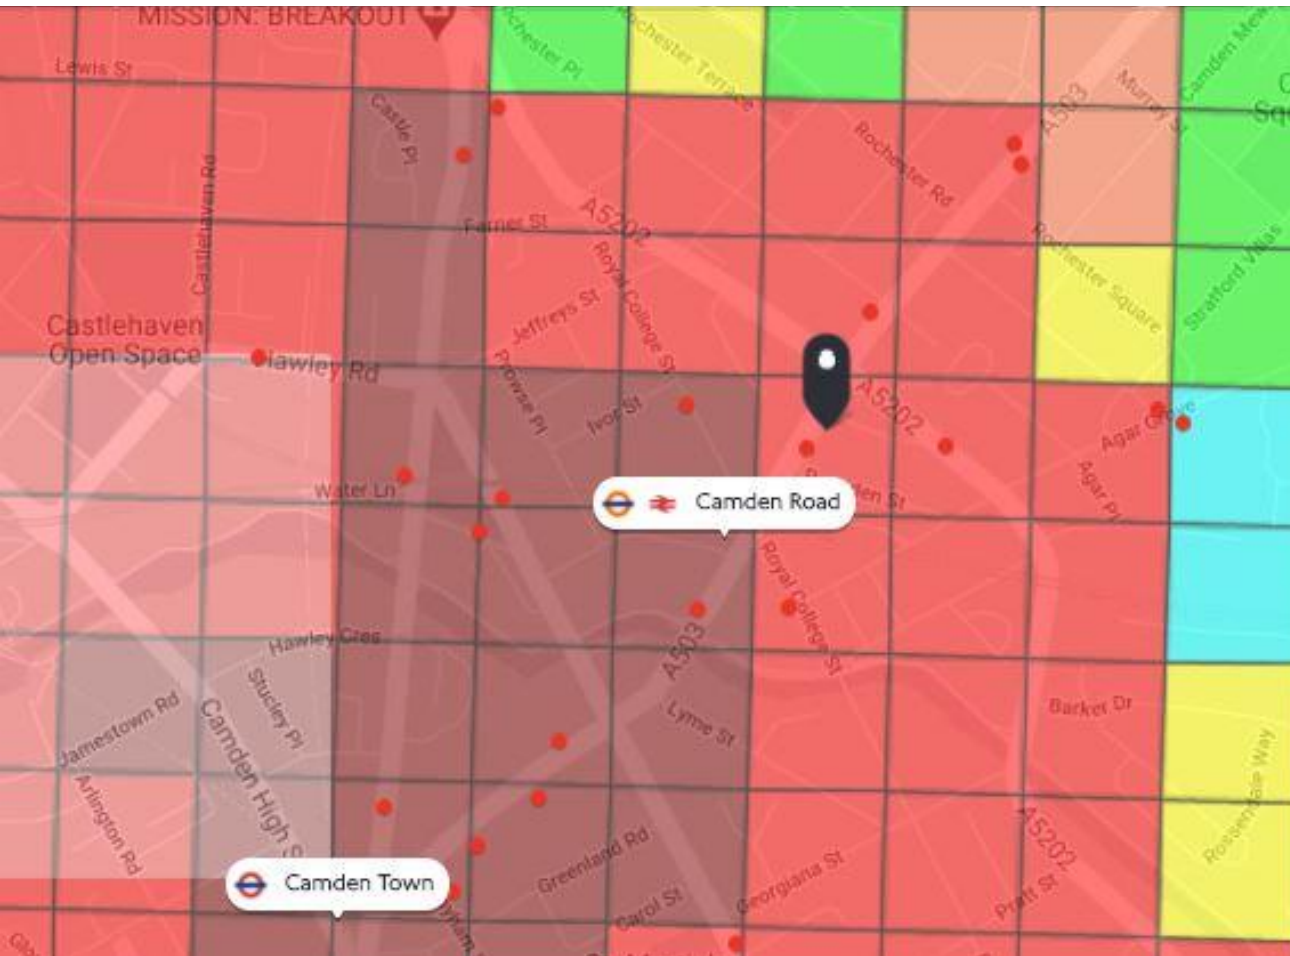 MISSION: BREAKOUT
Lewis St
Castle Pl
Rochester Pl
Rochester Terrace
A503
Murray St
Camden Mew
Castlehaven Rd
Farrier St
A5202
Rochester Rd
Royal College St
Jeffreys St
Rochester Square
Stratford Villas
Castlehaven
Open Space
Hawley Rd
Prowse Pl
Ivor St
A5202
Agar Grove
Agar Pl
Water Ln
Camden Road
den St
Royal College St
Hawley Cres
A503
Stucley Pl
Lyme St
Barker Dr
Jamestown Rd
Camden High S
Arlington Rd
A5202
Rossendale Way
Camden Town
Greenland Rd
Georgiana St
Pratt St
Carol St